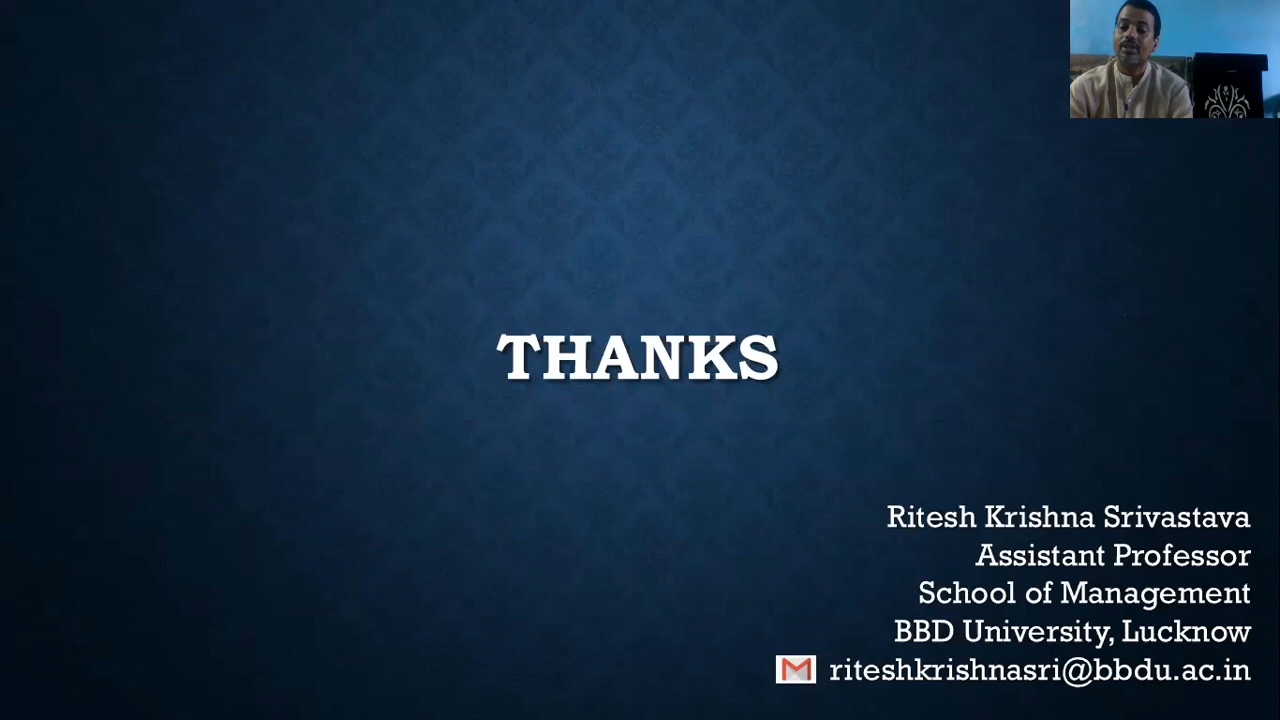 THANKS
Ritesh Krishna Srivastava
Assistant Professor
School of Management
BBD University, Lucknow
riteshkrishnasri@bbdu.ac.in